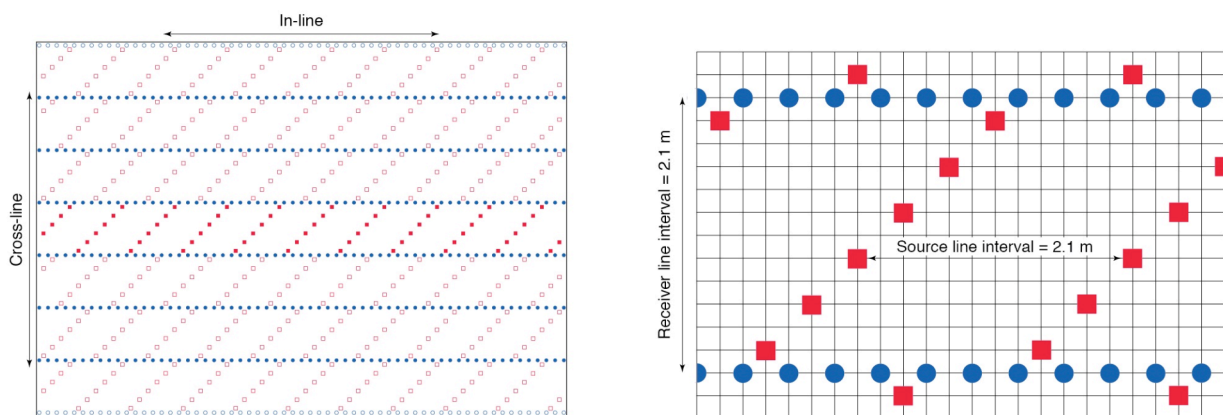 In-line
Cross-line
Receiver line interval = 2.1 m
Source line interval = 2.1 m